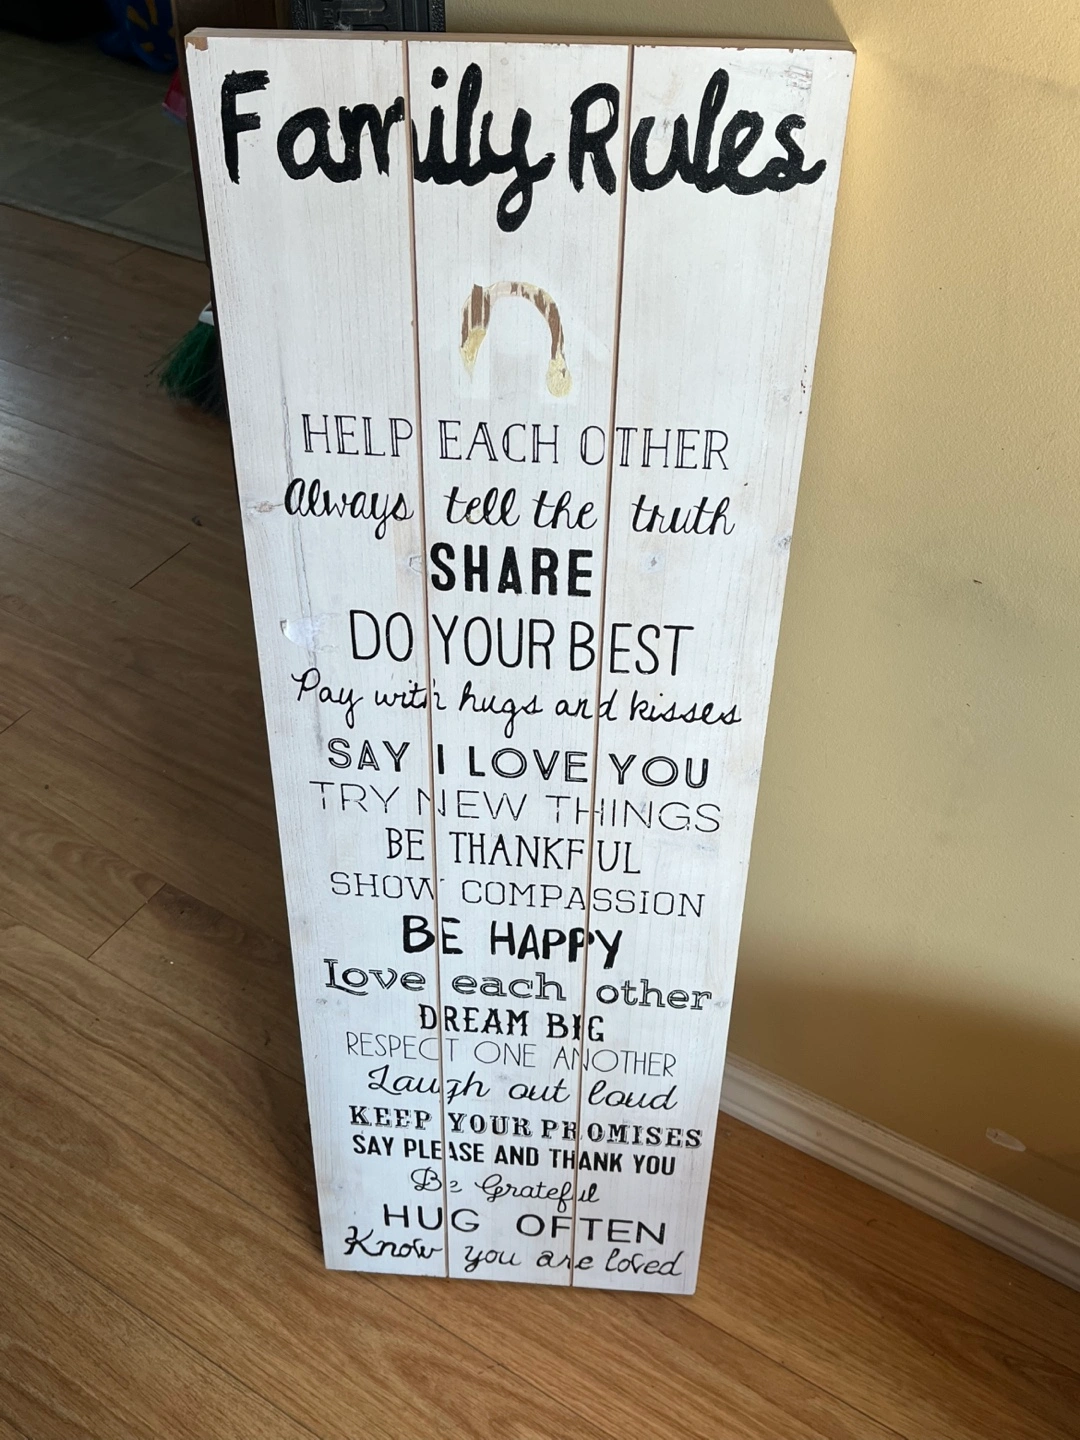 Family Rules
HELP EACH OTHER
Always tell the truth
SHARE
DO YOUR BEST
Pay with hugs and kisses
SAY I LOVE YOU
TRY NEW THINGS
BE THANKFUL
SHOW COMPASSION
BE HAPPY
Love each other
DREAM BIG
RESPECT ONE ANOTHER
Laugh out loud
KEEP YOUR PROMISES
SAY PLEASE AND THANK YOU
Be Grateful
HUG OFTEN
Know you are loved